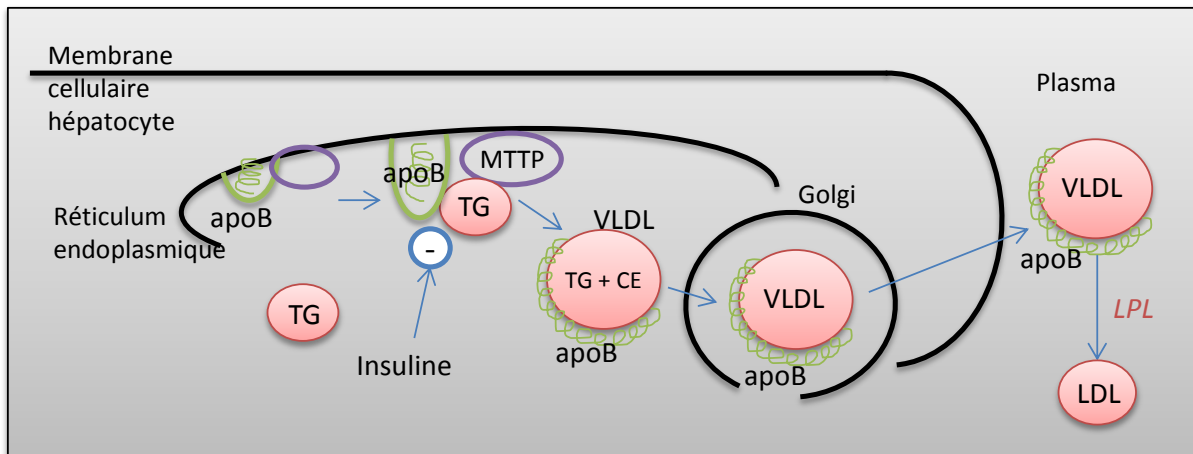 Membrane
cellulaire
hépatocyte
Plasma
MTTP
apoB
apoB
TG
Réticulum
endoplasmique
-
TG
Insuline
VLDL
TG + CE
apoB
Golgi
VLDL
apoB
VLDL
apoB
LPL
LDL